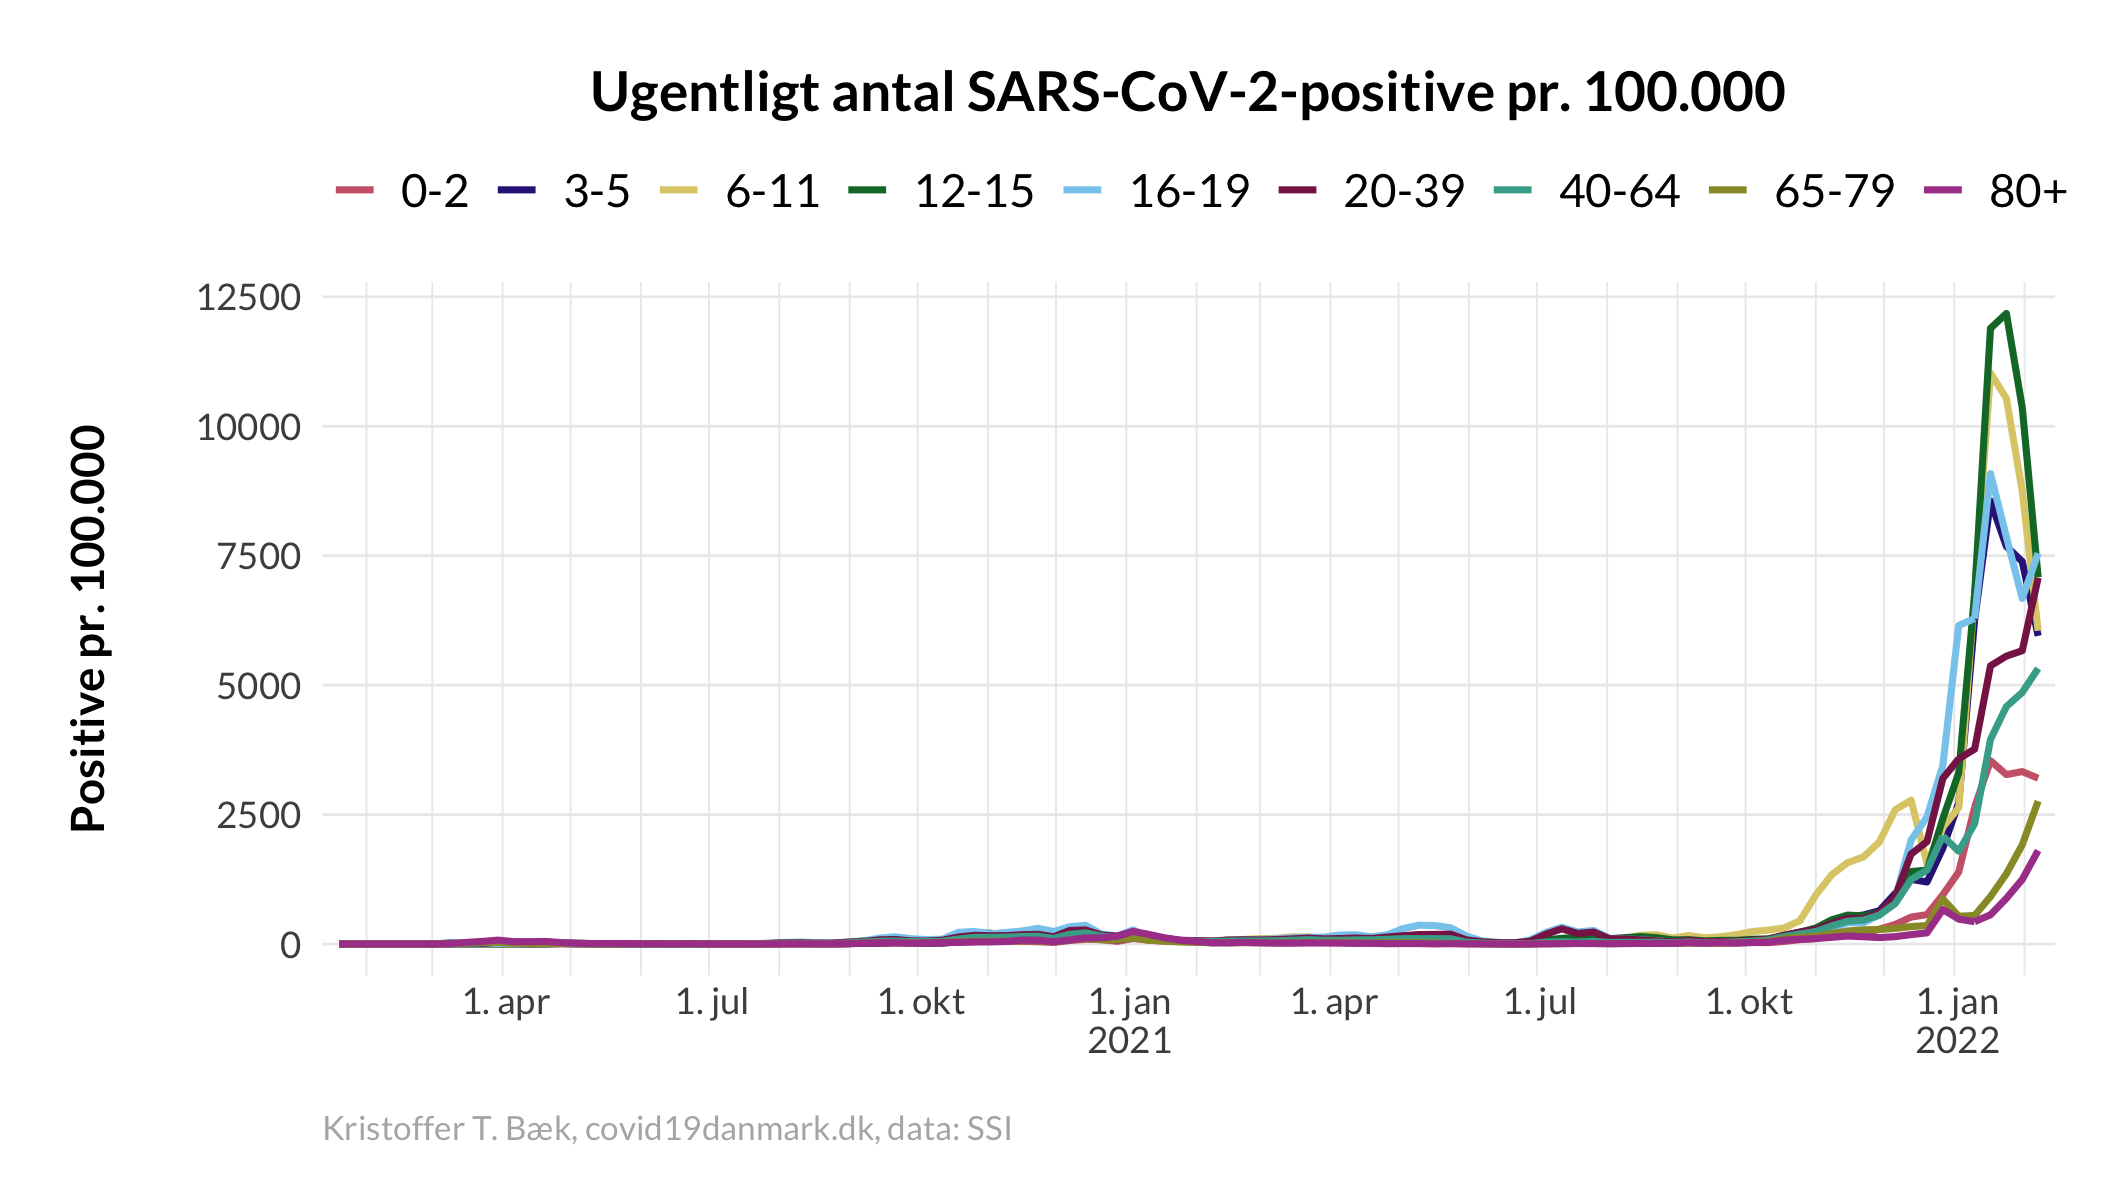 Ugentligt antal SARS-CoV-2-positive pr. 100.000
0-2 3-5 6-11 12-15 16-19 20-39 40-64 65-79 80+
Positive pr. 100.000
12500
10000
7500
5000
2500
0
1. apr 1. jul 1. okt 1. jan 1. apr 1. jul 1. okt 1. jan
2021 2022
Kristoffer T. Bæk, covid19danmark.dk, data: SSI